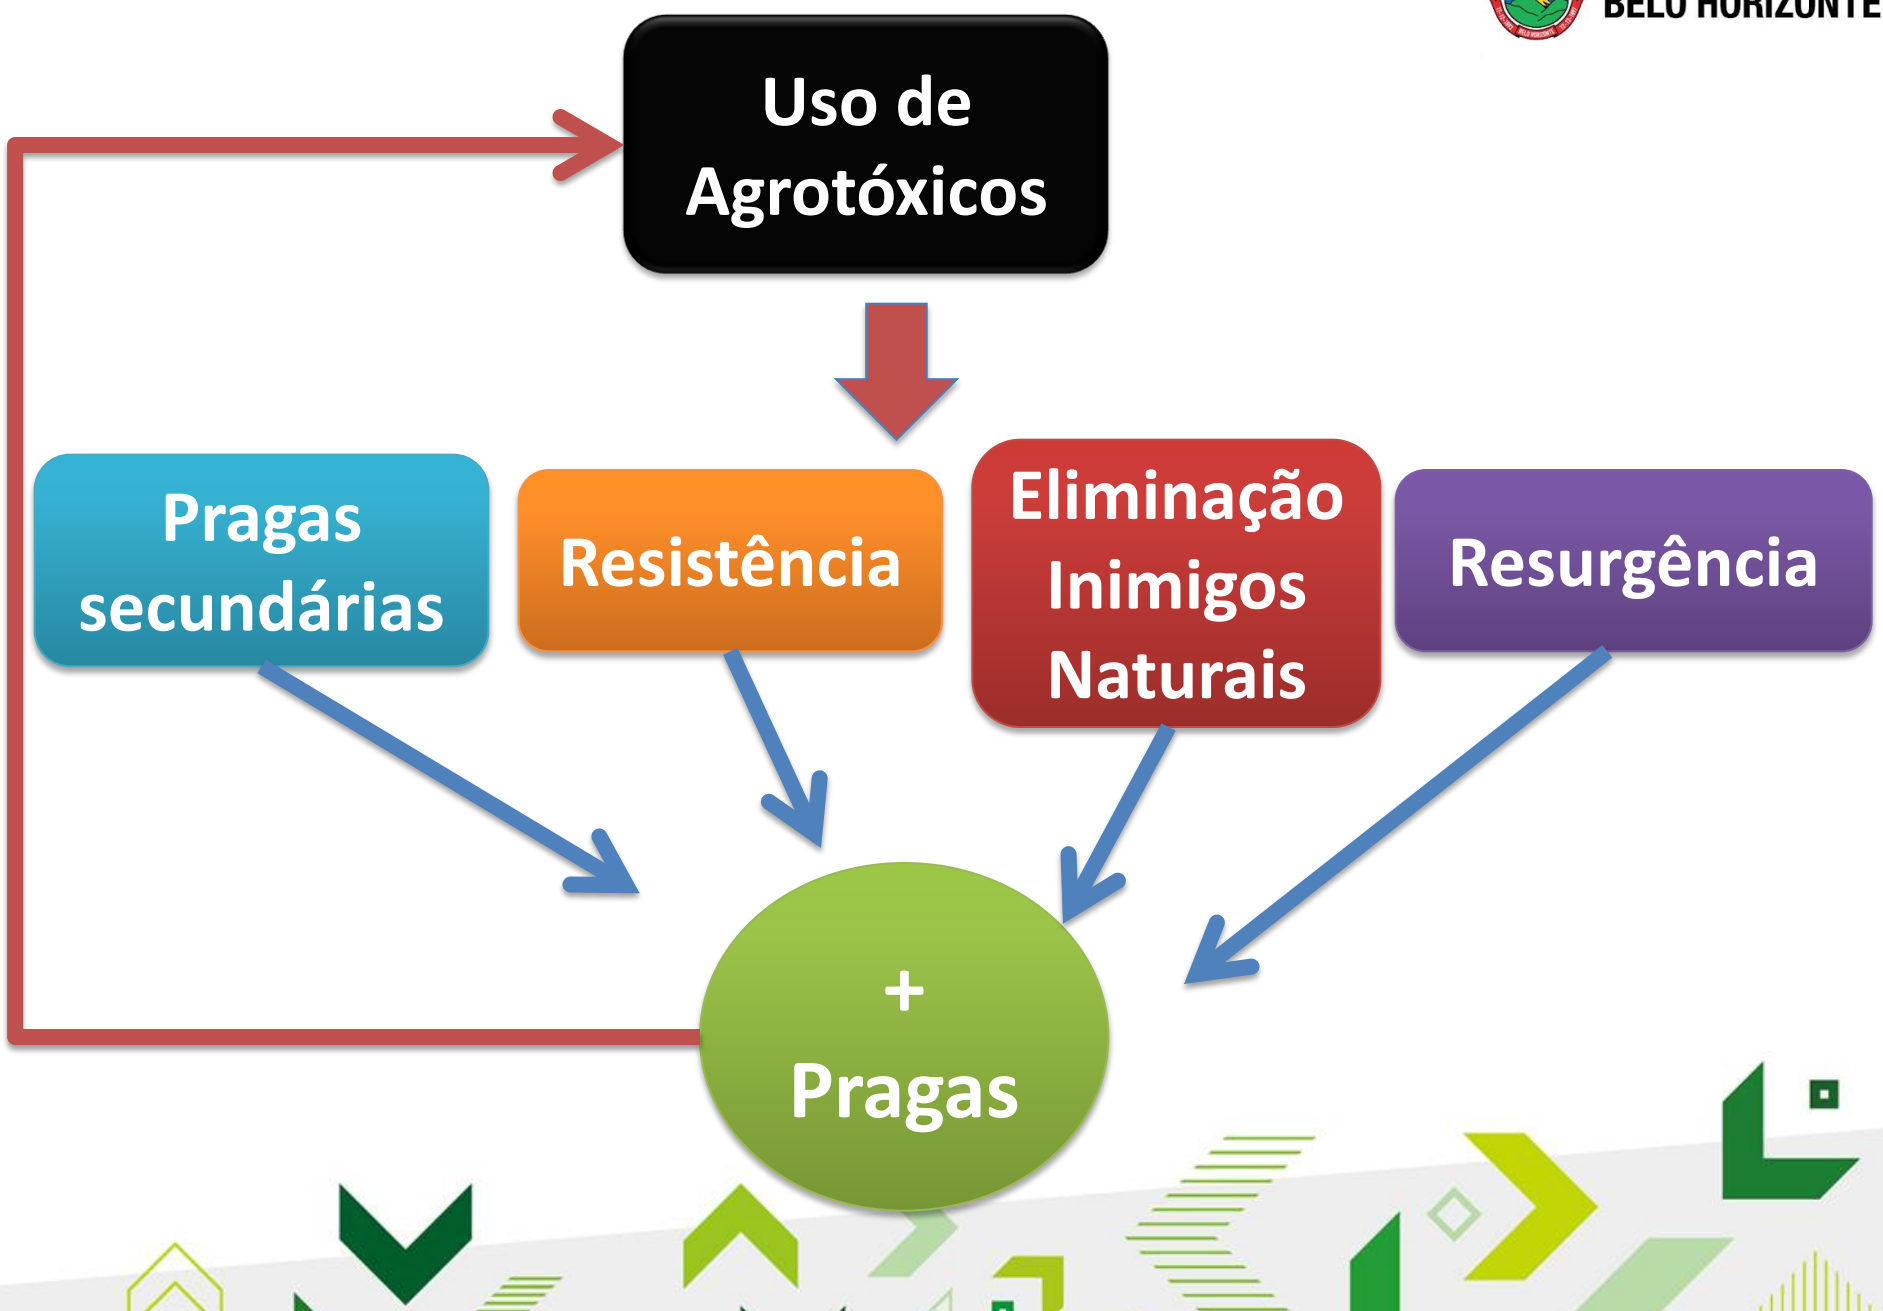 BELO HORIZONTE
Uso de
Agrotóxicos
Pragas
secundárias
Resistência
Eliminação
Inimigos
Naturais
Resurgência
+
Pragas